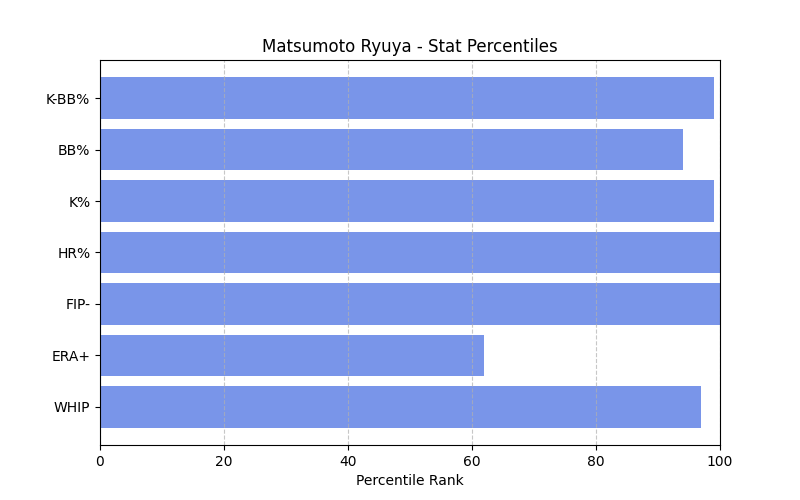 Matsumoto Ryuya - Stat Percentiles
K-BB%
BB%
K%
HR%
FIP-
ERA+
WHIP
0 20 40 60 80 100
Percentile Rank